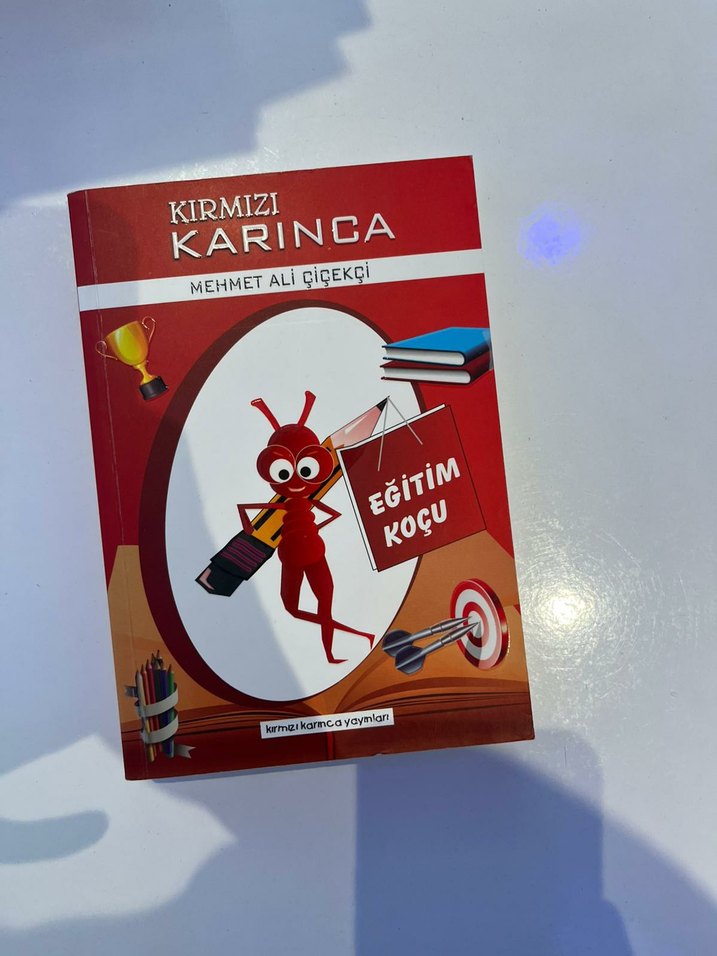 KIRMIZI
KARINCA
MEHMET ALİ ÇİÇEKÇİ
EĞİTİM
KOÇU
kırmızı karınca yayınları